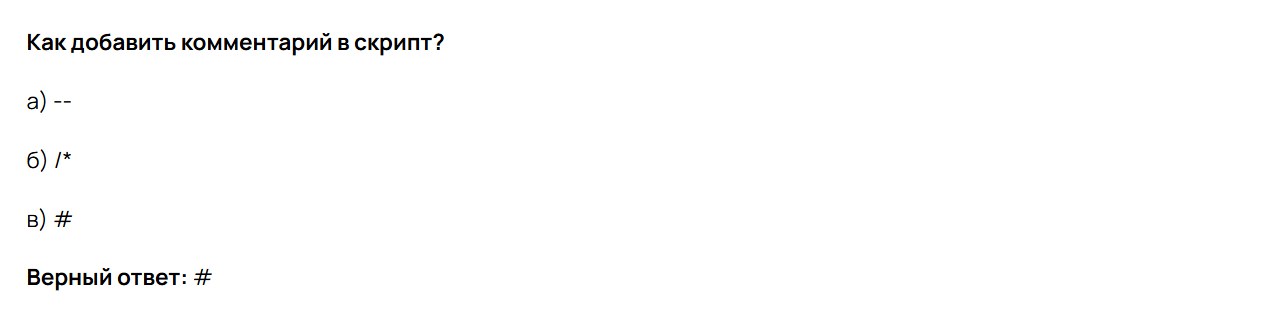 Как добавить комментарий в скрипт?
а) --
б) /*
в) #
Верный ответ: #